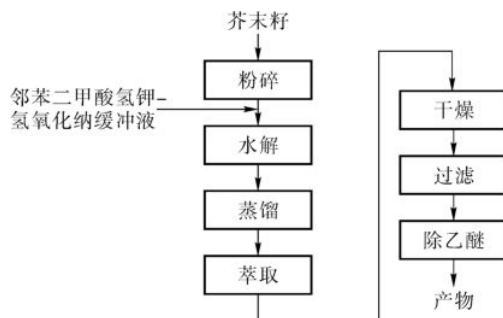 芥末籽
粉碎
邻苯二甲酸氢钾-
氢氧化纳缓冲液
水解
蒸馏
萃取
干燥
过滤
除乙醚
产物